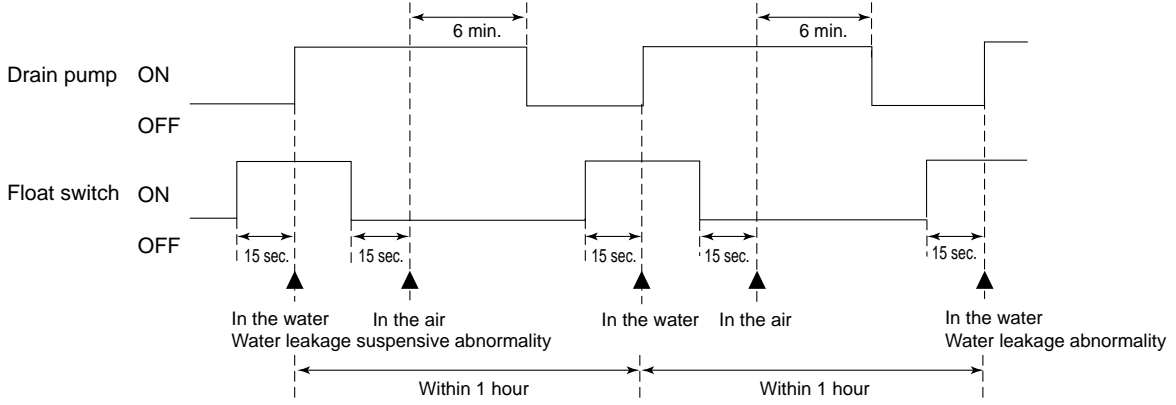 6 min. 6 min.
Drain pump ON
OFF
Float switch ON
OFF
15 sec. 15 sec. 15 sec. 15 sec. 15 sec.
In the water In the air In the water In the air In the water
Water leakage suspensive abnormality Water leakage abnormality
Within 1 hour Within 1 hour